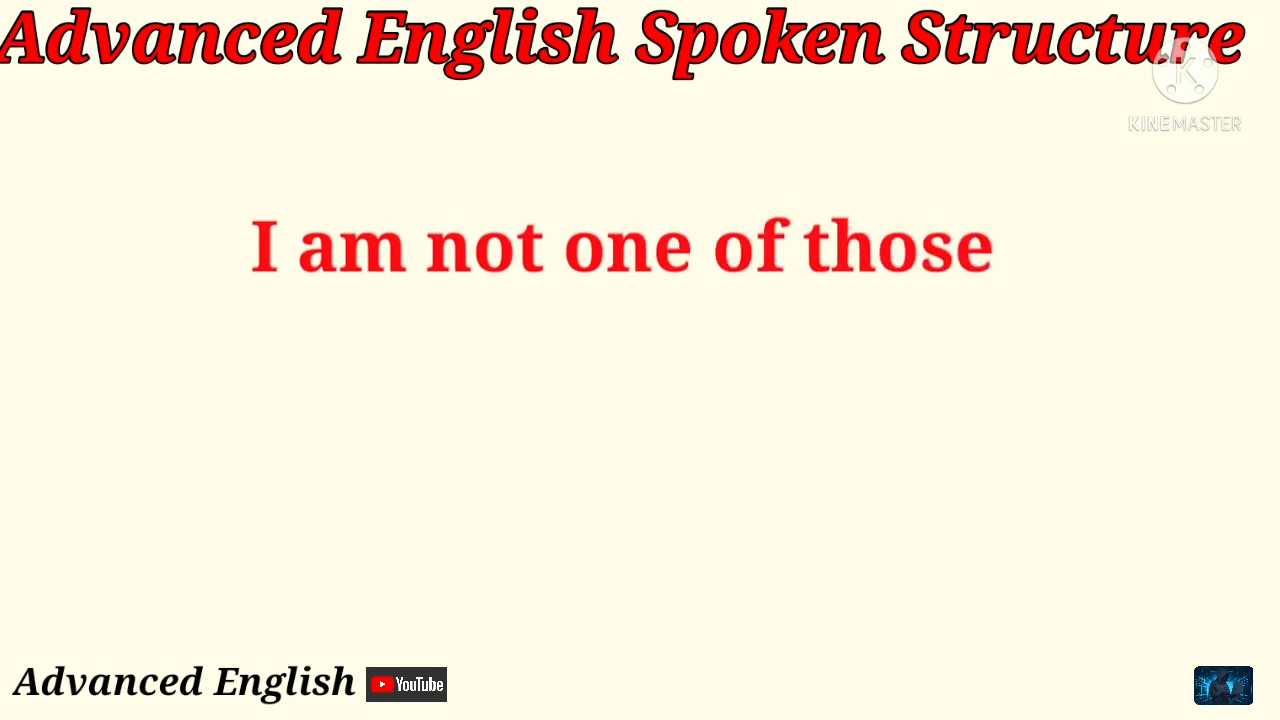 Advanced English Spoken Structure
K
KINEMASTER
I am not one of those
Advanced English YouTube